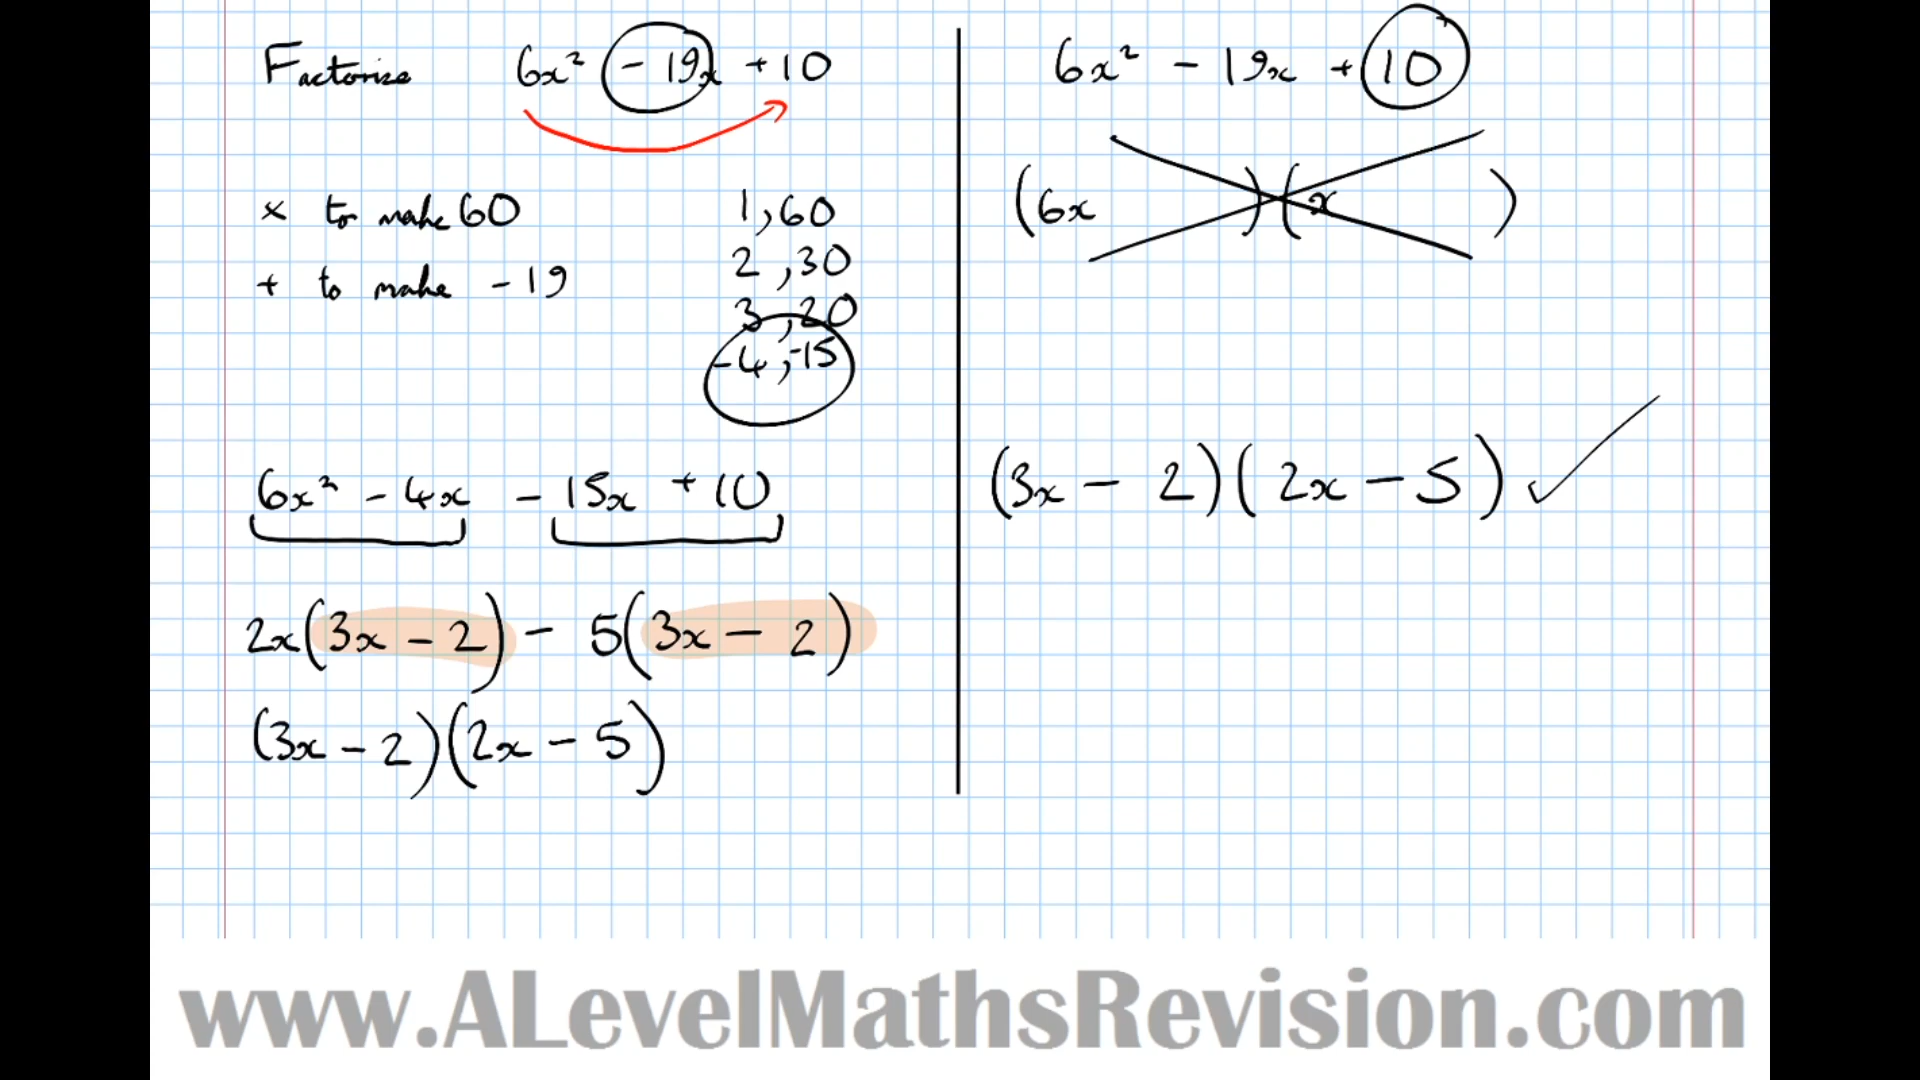 Factorise 6x² - 19x + 10
× to make 60
+ to make -19
1, 60
2, 30
3, 20
-4, -15
6x² - 4x - 15x + 10
2x(3x - 2) - 5(3x - 2)
(3x - 2)(2x - 5)
6x² - 19x + 10
(6x )(x )
(3x - 2)(2x - 5) ✓
www.ALevelMathsRevision.com